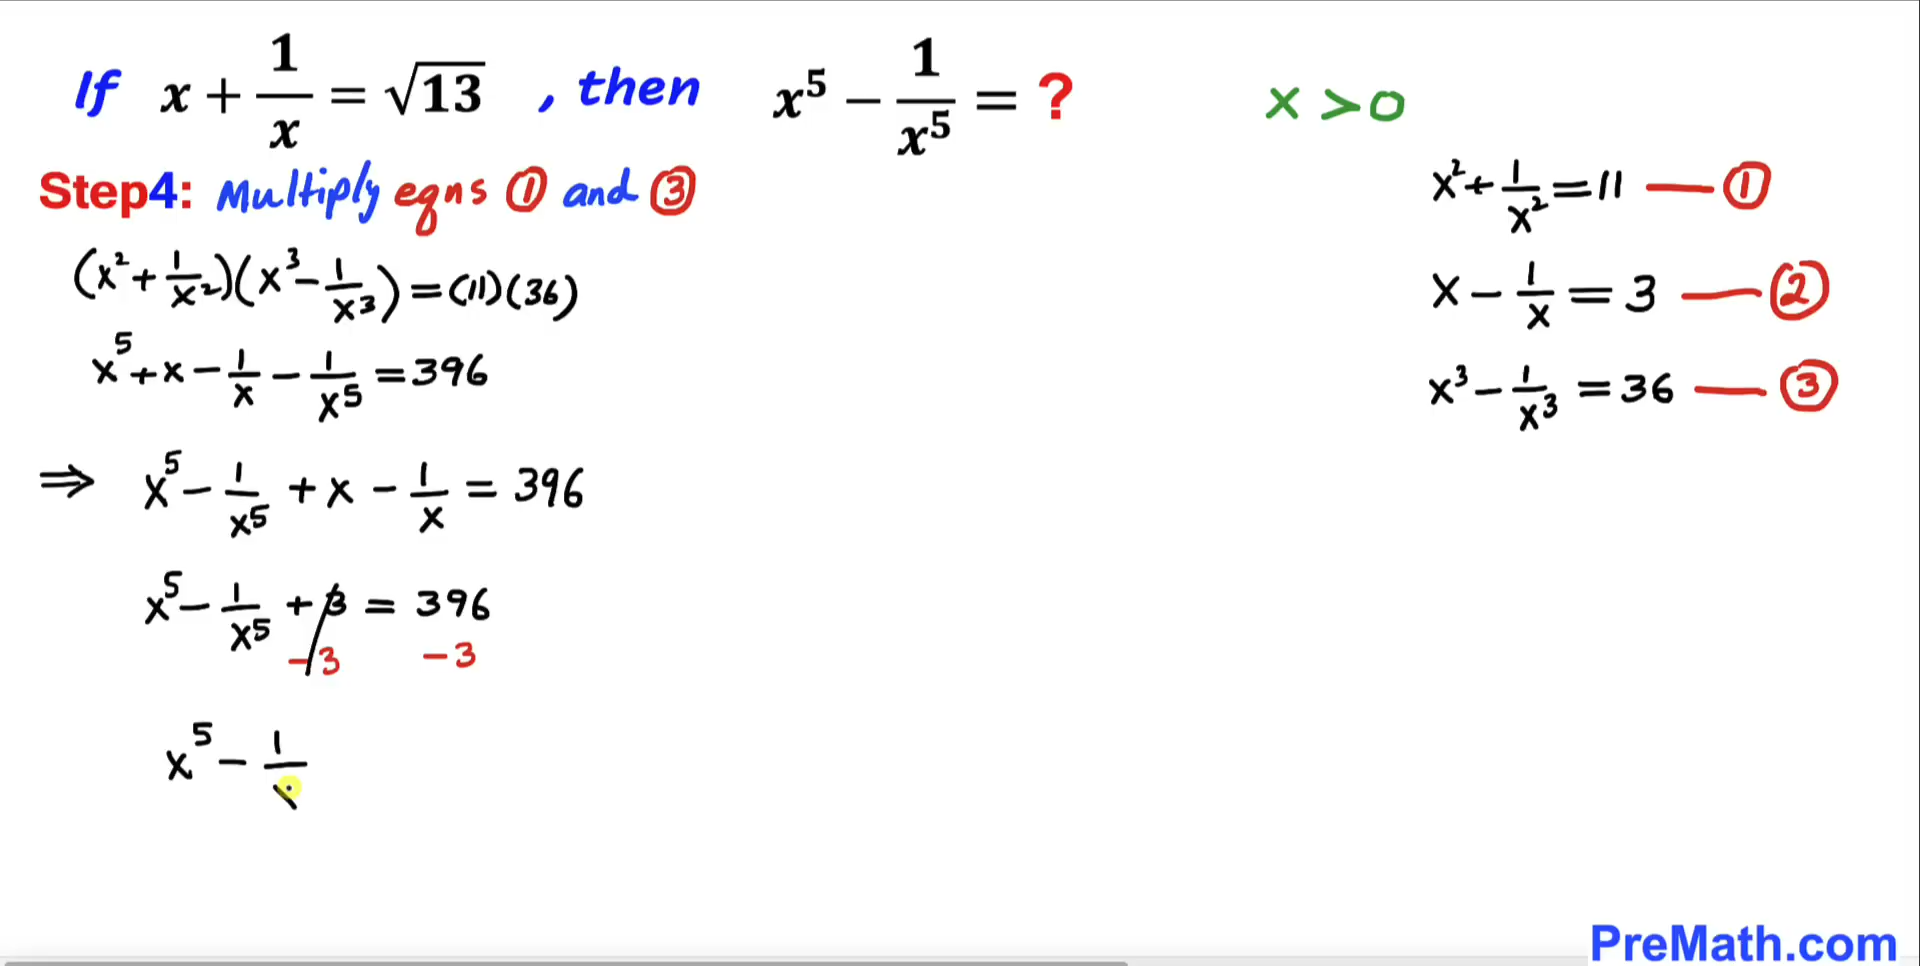 If x + 1/x = √13 , then x⁵ − 1/x⁵ = ? x > 0
Step4: Multiply eqns ① and ③
(x² + 1/x²)(x³ − 1/x³) = (11)(36)
x⁵ + x − 1/x − 1/x⁵ = 396
⇒ x⁵ − 1/x⁵ + x − 1/x = 396
x⁵ − 1/x⁵ + 3 = 396
−3 −3
x⁵ − 1/
x² + 1/x² = 11 — ①
x − 1/x = 3 — ②
x³ − 1/x³ = 36 — ③
PreMath.com